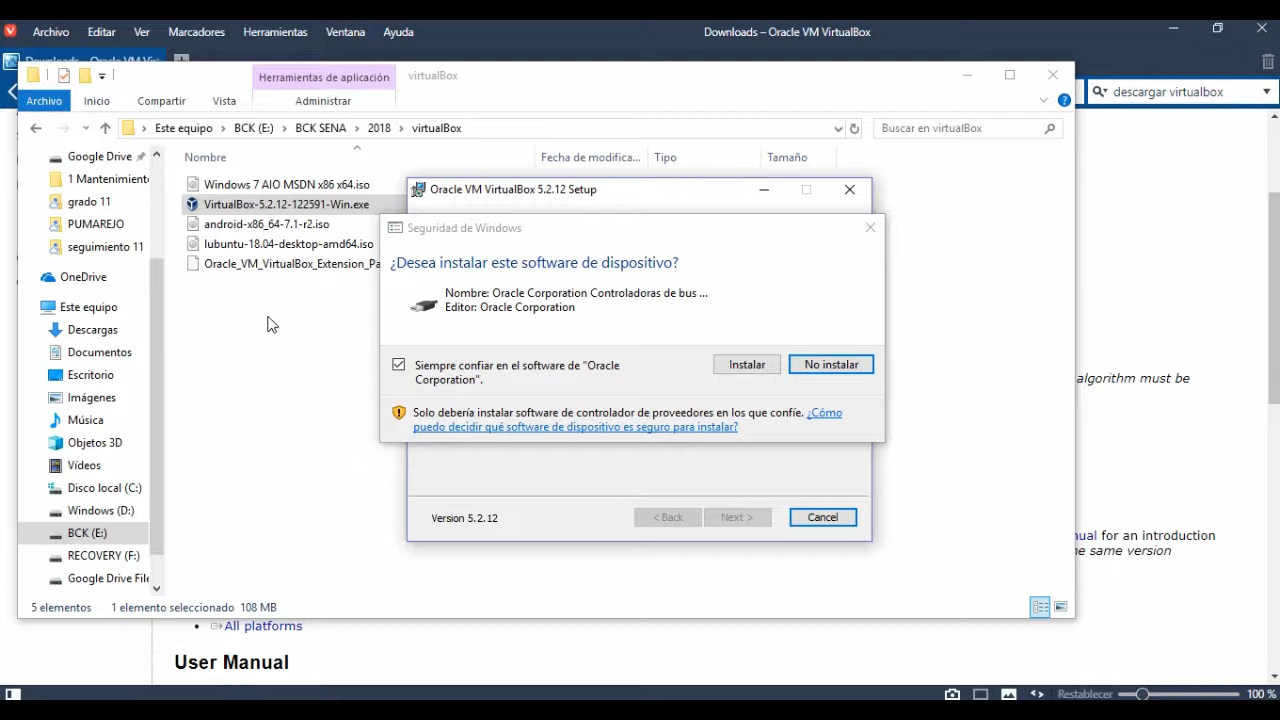 Archivo Editar Ver Marcadores Herramientas Ventana Ayuda Downloads – Oracle VM VirtualBox
Herramientas de aplicación virtualBox
descargar virtualbox
Archivo Inicio Compartir Vista Administrar
Este equipo BCK (E:) BCK SENA 2018 virtualBox Buscar en virtualBox
Nombre Fecha de modifica... Tipo Tamaño
Google Drive
1 Mantenimient
grado 11
PUMAREJO
seguimiento 11
OneDrive
Este equipo
Descargas
Documentos
Escritorio
Imágenes
Música
Objetos 3D
Vídeos
Disco local (C:)
Windows (D:)
BCK (E:)
RECOVERY (F:)
Google Drive File
Windows 7 AIO MSDN x86 x64.iso
VirtualBox-5.2.12-122591-Win.exe
android-x86_64-7.1-r2.iso
lubuntu-18.04-desktop-amd64.iso
Oracle_VM_VirtualBox_Extension_Pa
Oracle VM VirtualBox 5.2.12 Setup
Seguridad de Windows
¿Desea instalar este software de dispositivo?
Nombre: Oracle Corporation Controladoras de bus ...
Editor: Oracle Corporation
Siempre confiar en el software de "Oracle
Corporation".
Instalar No instalar
Solo debería instalar software de controlador de proveedores en los que confíe. ¿Cómo
puedo decidir qué software de dispositivo es seguro para instalar?
Version 5.2.12 < Back Next > Cancel
algorithm must be
nual for an introduction
he same version
5 elementos 1 elemento seleccionado 108 MB
All platforms
User Manual
Restablecer 100 %